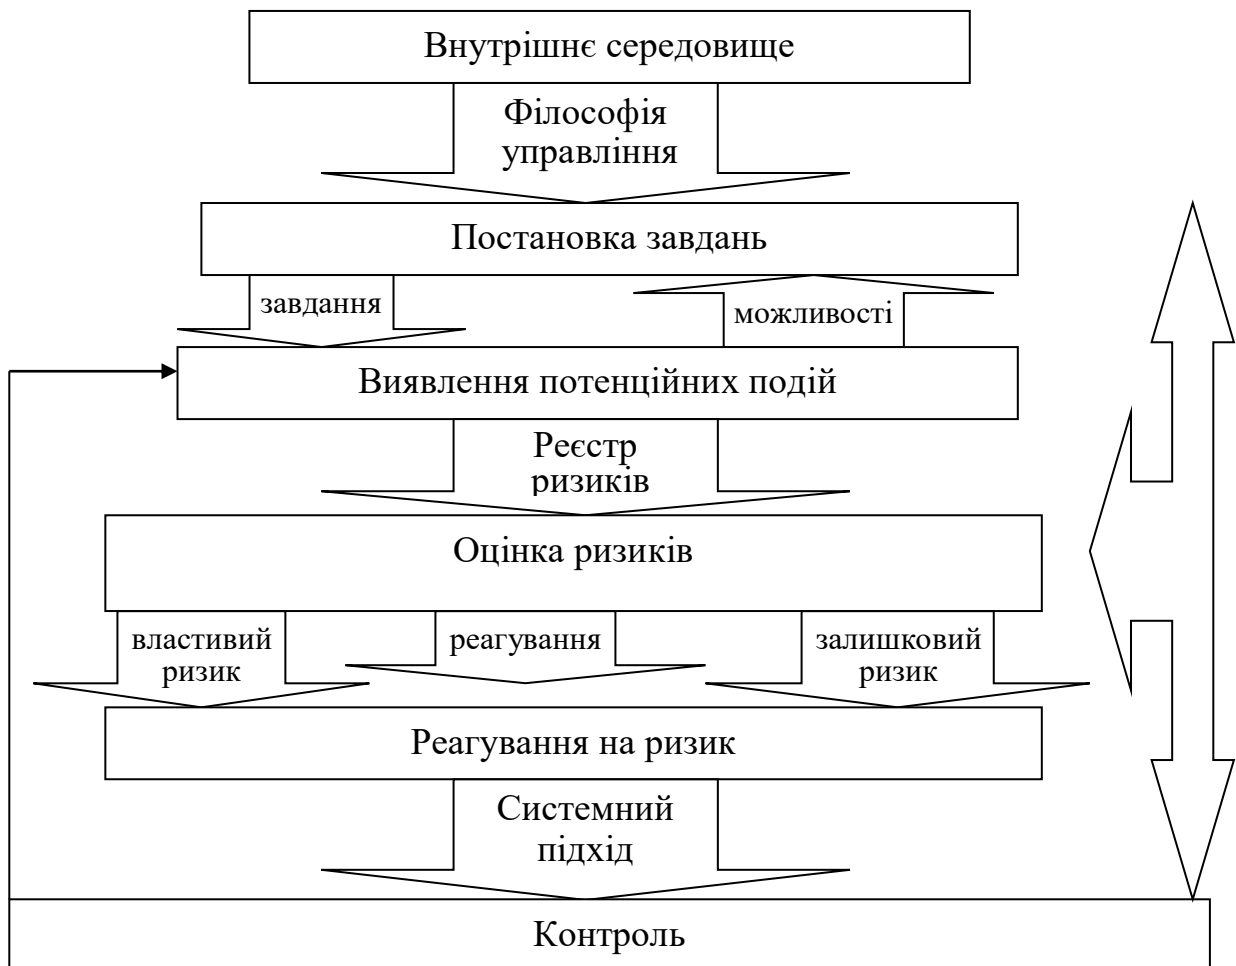 Внутрішнє середовище
Філософія
управління
Постановка завдань
завдання
можливості
Виявлення потенційних подій
Реєстр
ризиків
Оцінка ризиків
властивий
ризик
реагування
залишковий
ризик
Реагування на ризик
Системний
підхід
Контроль